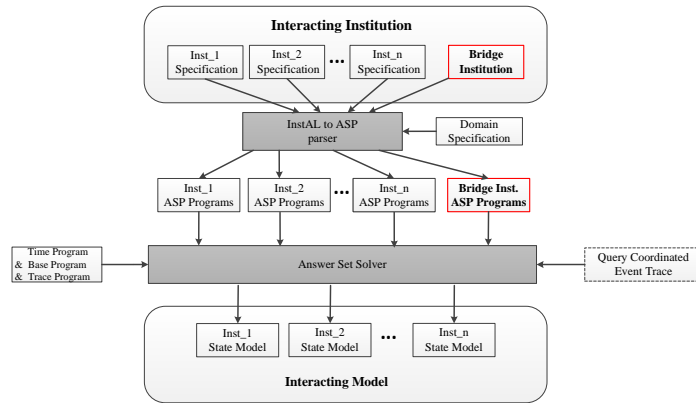 Interacting Institution
Inst_1
Specification
Inst_2
Specification
...
Inst_n
Specification
Bridge
Institution
InstAL to ASP
parser
Domain
Specification
Inst_1
ASP Programs
Inst_2
ASP Programs
...
Inst_n
ASP Programs
Bridge Inst.
ASP Programs
Time Program
& Base Program
& Trace Program
Answer Set Solver
Query Coordinated
Event Trace
Inst_1
State Model
Inst_2
State Model
...
Inst_n
State Model
Interacting Model